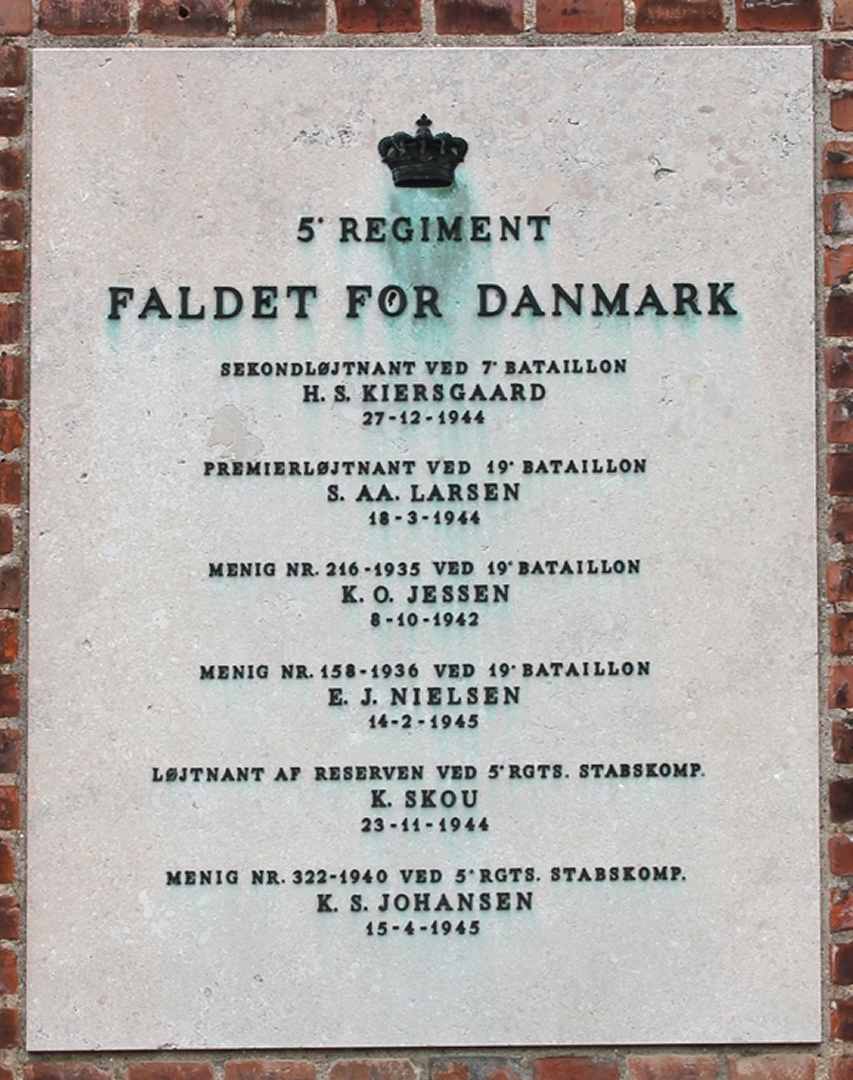 5' REGIMENT
FALDET FOR DANMARK
SEKONDLØJTNANT VED 7' BATAILLON
H. S. KIERSGAARD
27-12-1944
PREMIERLØJTNANT VED 19' BATAILLON
S. AA. LARSEN
18-3-1944
MENIG NR. 216-1935 VED 19' BATAILLON
K. O. JESSEN
8-10-1942
MENIG NR. 158-1936 VED 19' BATAILLON
E. J. NIELSEN
14-2-1945
LØJTNANT AF RESERVEN VED 5' RGTS. STABSKOMP.
K. SKOU
23-11-1944
MENIG NR. 322-1940 VED 5' RGTS. STABSKOMP.
K. S. JOHANSEN
15-4-1945